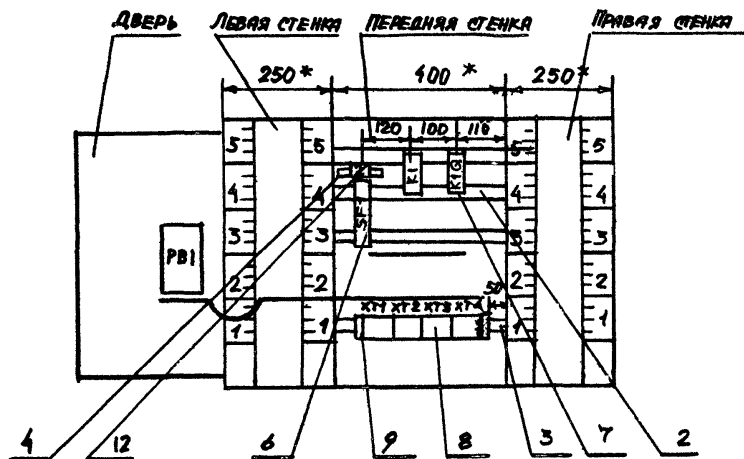 ДВЕРЬ ЛЕВАЯ СТЕНКА ПЕРЕДНЯЯ СТЕНКА ПРАВАЯ СТЕНКА
250* 400* 250*
120 100 110
5 5 5 5
K1 K1Q
4 4 4 4
SF1
3 3 3 3
PB1
2 2 2 2
50
XT1 XT2 XT3 XT4
1 1 1 1
4 12 6 9 8 3 7 2